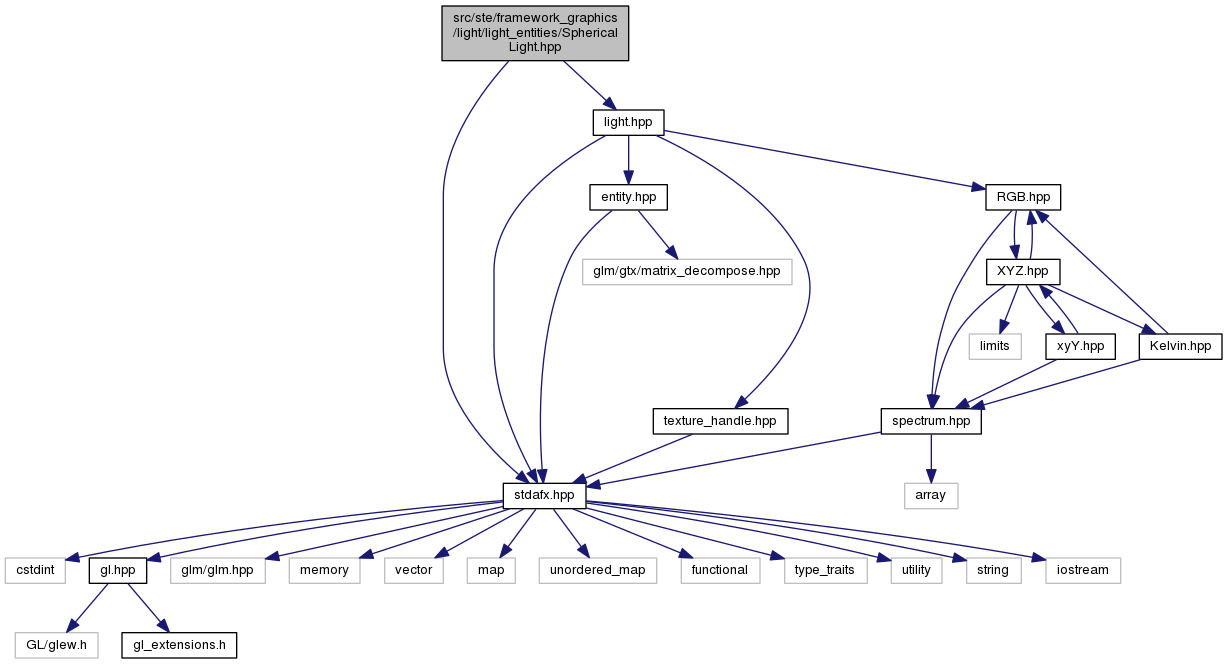 src/ste/framework_graphics
/light/light_entities/Spherical
Light.hpp
light.hpp
entity.hpp
RGB.hpp
glm/gtx/matrix_decompose.hpp
XYZ.hpp
limits
xyY.hpp
Kelvin.hpp
texture_handle.hpp
spectrum.hpp
stdafx.hpp
array
cstdint
gl.hpp
glm/glm.hpp
memory
vector
map
unordered_map
functional
type_traits
utility
string
iostream
GL/glew.h
gl_extensions.h